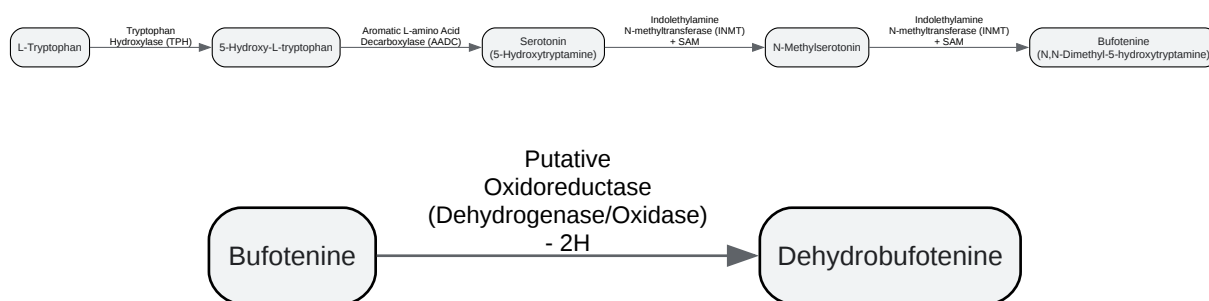 L-Tryptophan
Tryptophan
Hydroxylase (TPH)
5-Hydroxy-L-tryptophan
Aromatic L-amino Acid
Decarboxylase (AADC)
Serotonin
(5-Hydroxytryptamine)
Indolethylamine
N-methyltransferase (INMT)
+ SAM
N-Methylserotonin
Indolethylamine
N-methyltransferase (INMT)
+ SAM
Bufotenine
(N,N-Dimethyl-5-hydroxytryptamine)
Bufotenine
Putative
Oxidoreductase
(Dehydrogenase/Oxidase)
- 2H
Dehydrobufotenine